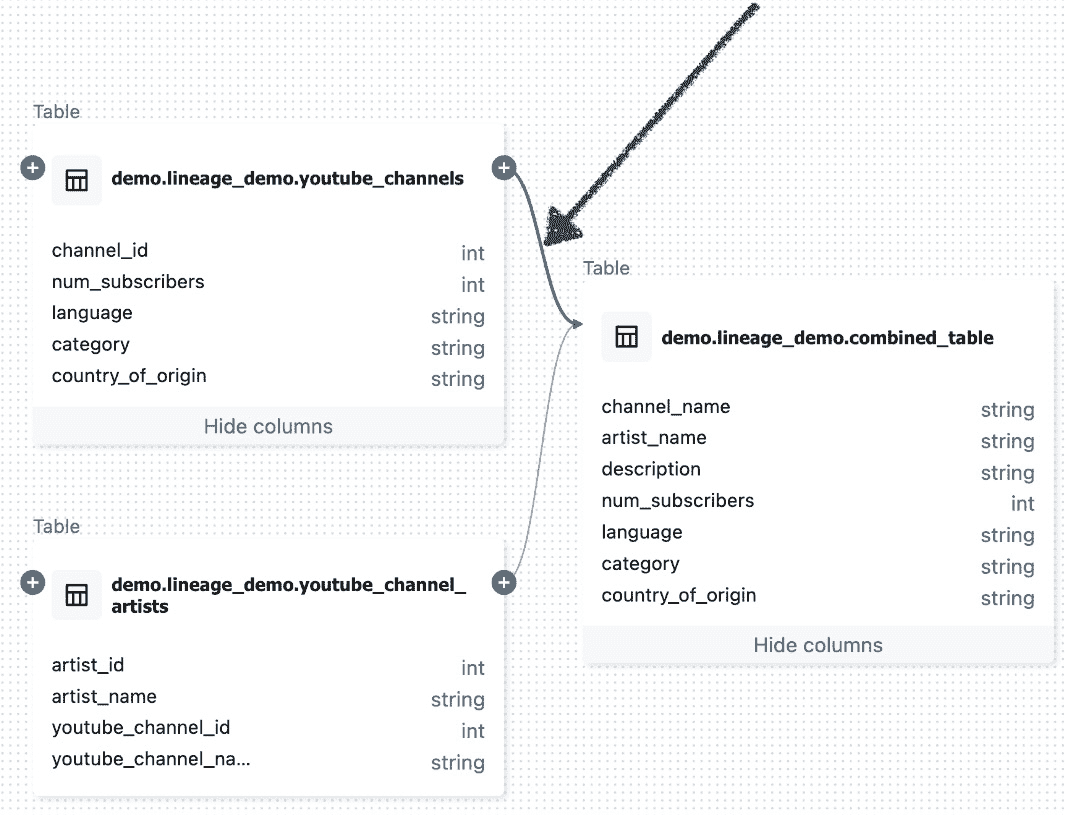 Table
demo.lineage_demo.youtube_channels
channel_id int
num_subscribers int
language string
category string
country_of_origin string
Hide columns
Table
demo.lineage_demo.youtube_channel_
artists
artist_id int
artist_name string
youtube_channel_id int
youtube_channel_na... string
Table
demo.lineage_demo.combined_table
channel_name string
artist_name string
description string
num_subscribers int
language string
category string
country_of_origin string
Hide columns